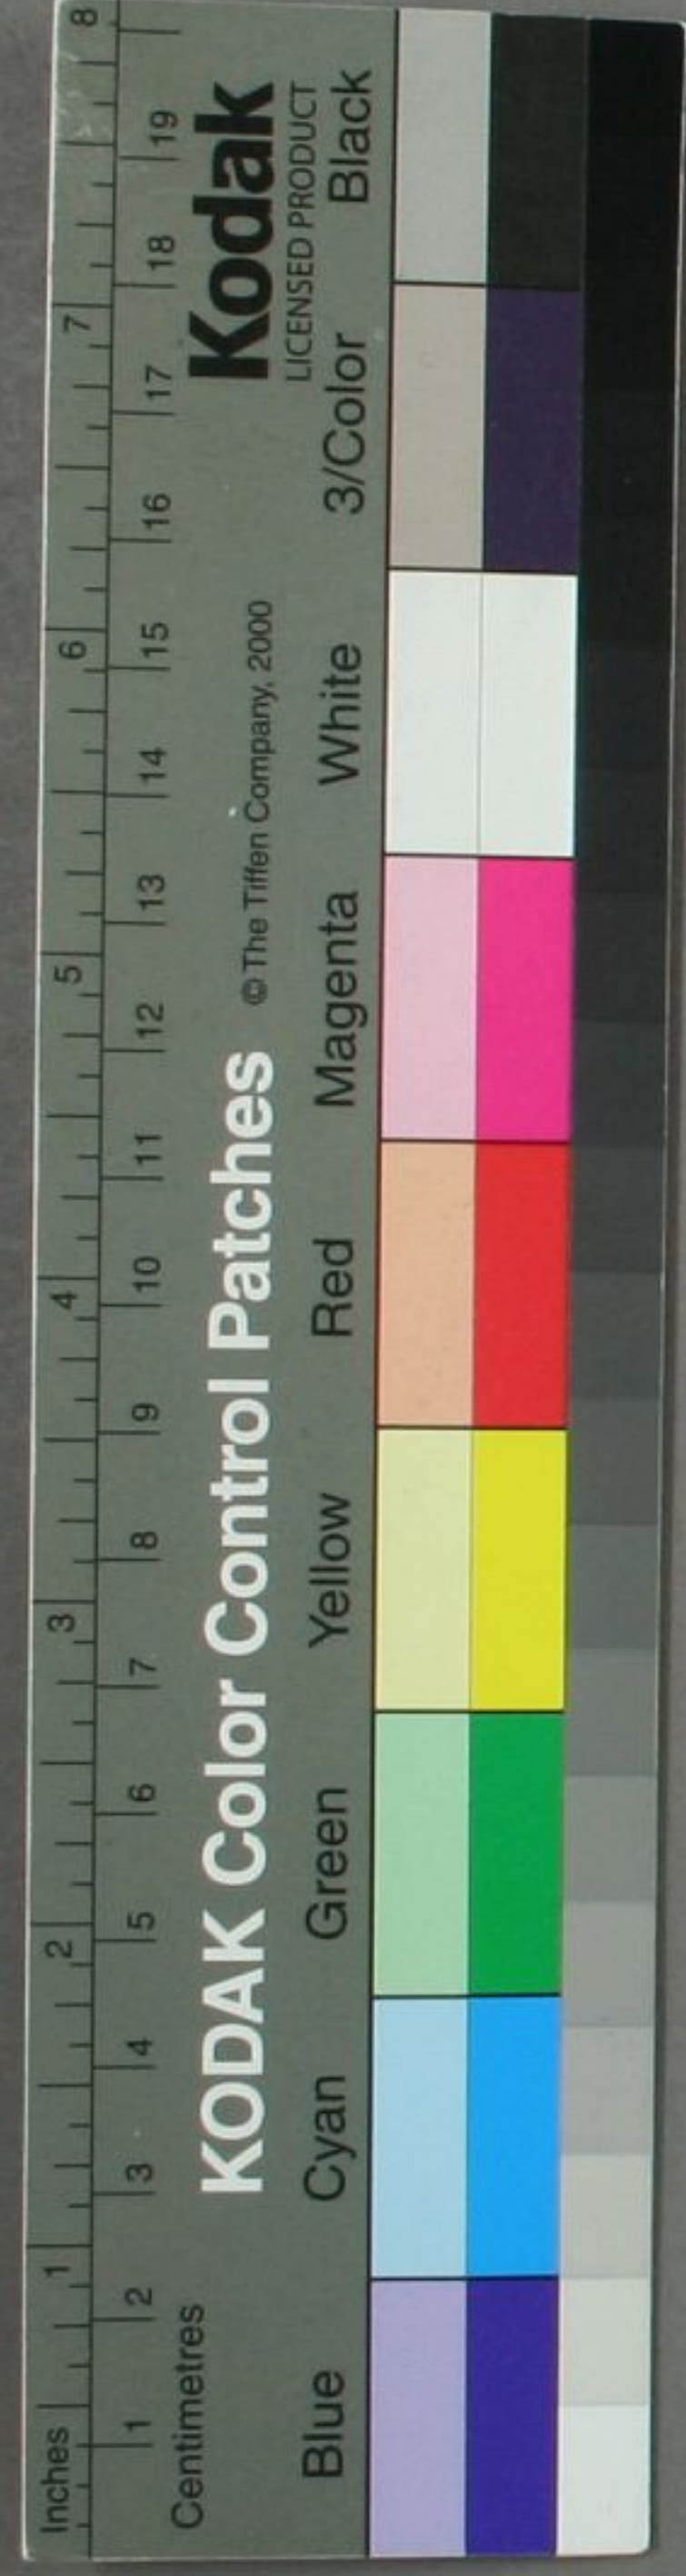 Inches 1 2 3 4 5 6 7 8
Centimetres 1 2 3 4 5 6 7 8 9 10 11 12 13 14 15 16 17 18 19
KODAK Color Control Patches © The Tiffen Company, 2000 Kodak
LICENSED PRODUCT
Blue Cyan Green Yellow Red Magenta White 3/Color Black